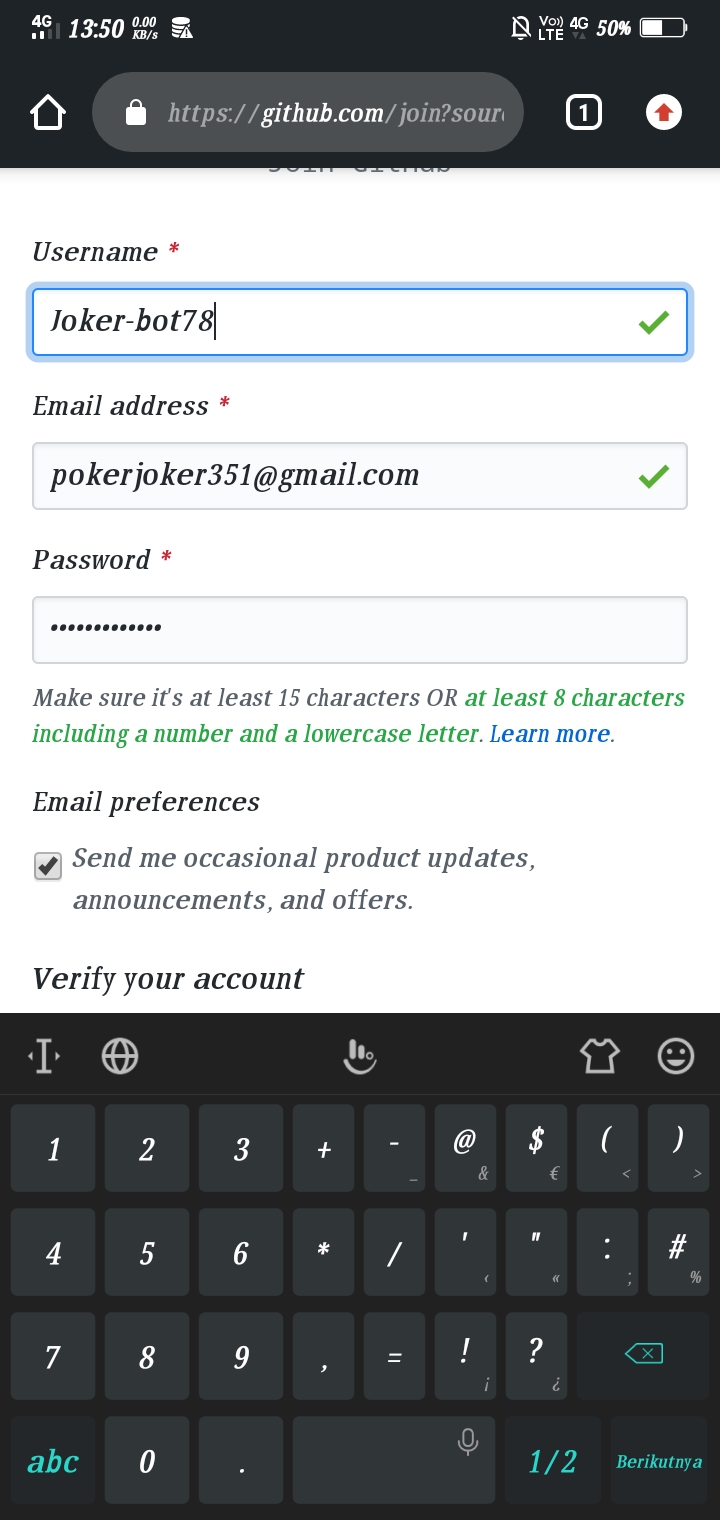 4G 13:50 0.00 KB/s Vo)) LTE 4G 50%
https://github.com/join?sour
1
Join GitHub
Username *
Joker-bot78
Email address *
pokerjoker351@gmail.com
Password *
•••••••••••••
Make sure it's at least 15 characters OR at least 8 characters
including a number and a lowercase letter. Learn more.
Email preferences
Send me occasional product updates,
announcements, and offers.
Verify your account
1 2 3 + - _ @ & $ € ( < ) >
4 5 6 * / ' ‹ " « : ; # %
7 8 9 , = ! ¡ ? ¿
abc 0 . 1/2 Berikutnya